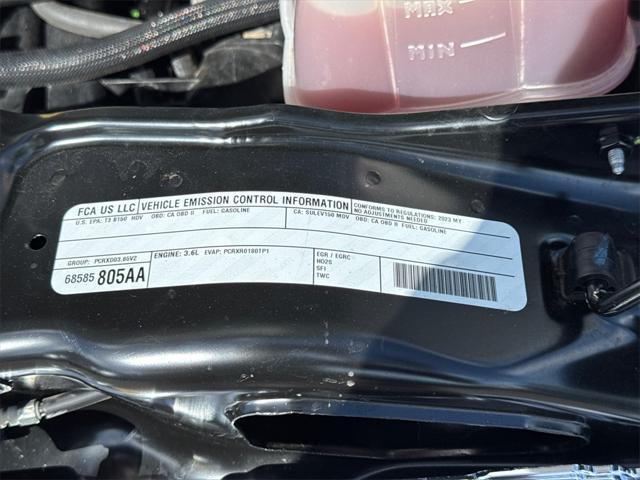 MAX
MIN
FCA US LLC VEHICLE EMISSION CONTROL INFORMATION CONFORMS TO REGULATIONS: 2023 MY
NO ADJUSTMENTS NEEDED
U.S. EPA: T3 B150 HDV OBD: CA OBD II FUEL: GASOLINE CA: SULEV150 MDV OBD: CA OBD II FUEL: GASOLINE
GROUP: PCRXD03.65V2 ENGINE: 3.6L EVAP: PCRXR0180TP1 EGR / EGRC
HO2S
SFI
TWC
68585 805AA